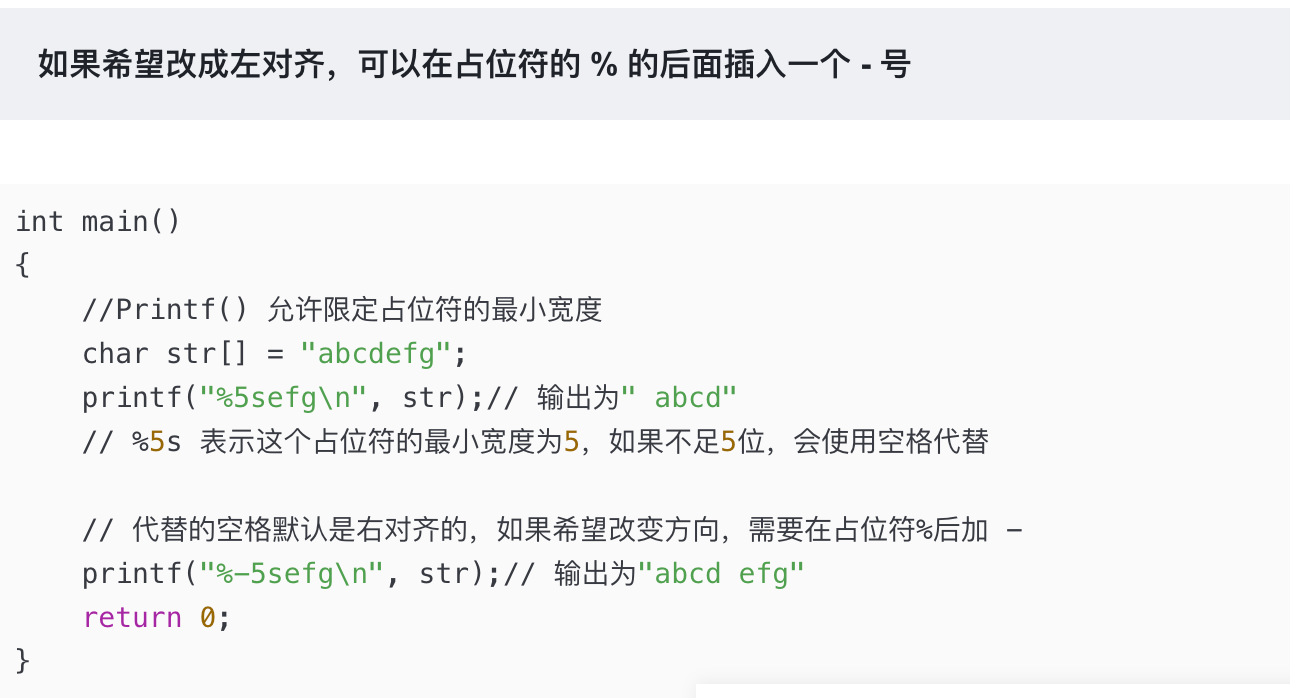 如果希望改成左对齐，可以在占位符的 % 的后面插入一个 - 号
int main()
{
    //Printf() 允许限定占位符的最小宽度
    char str[] = "abcdefg";
    printf("%5sefg\n", str);// 输出为" abcd"
    // %5s 表示这个占位符的最小宽度为5，如果不足5位，会使用空格代替
    // 代替的空格默认是右对齐的，如果希望改变方向，需要在占位符%后加 -
    printf("%-5sefg\n", str);// 输出为"abcd efg"
    return 0;
}